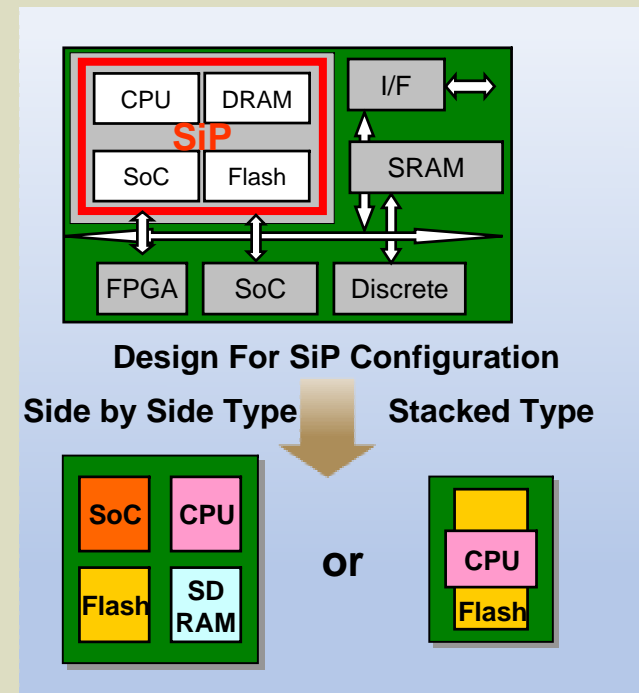 CPU DRAM I/F
SiP
SoC Flash SRAM
FPGA SoC Discrete
Design For SiP Configuration
Side by Side Type Stacked Type
SoC CPU
or CPU
Flash SD
RAM Flash